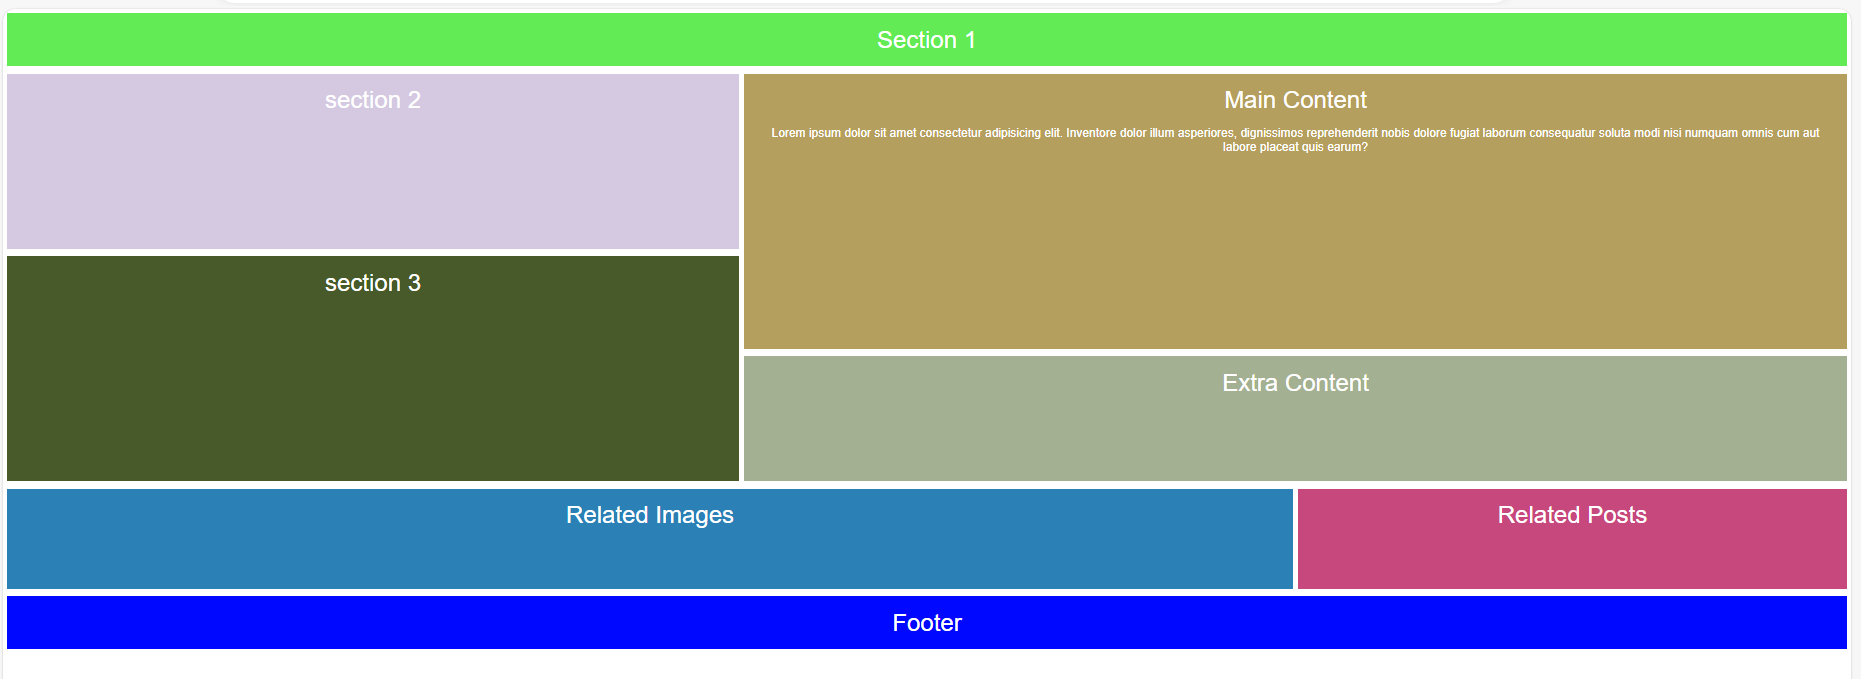 Section 1
section 2
Main Content
Lorem ipsum dolor sit amet consectetur adipisicing elit. Inventore dolor illum asperiores, dignissimos reprehenderit nobis dolore fugiat laborum consequatur soluta modi nisi numquam omnis cum aut
labore placeat quis earum?
section 3
Extra Content
Related Images
Related Posts
Footer